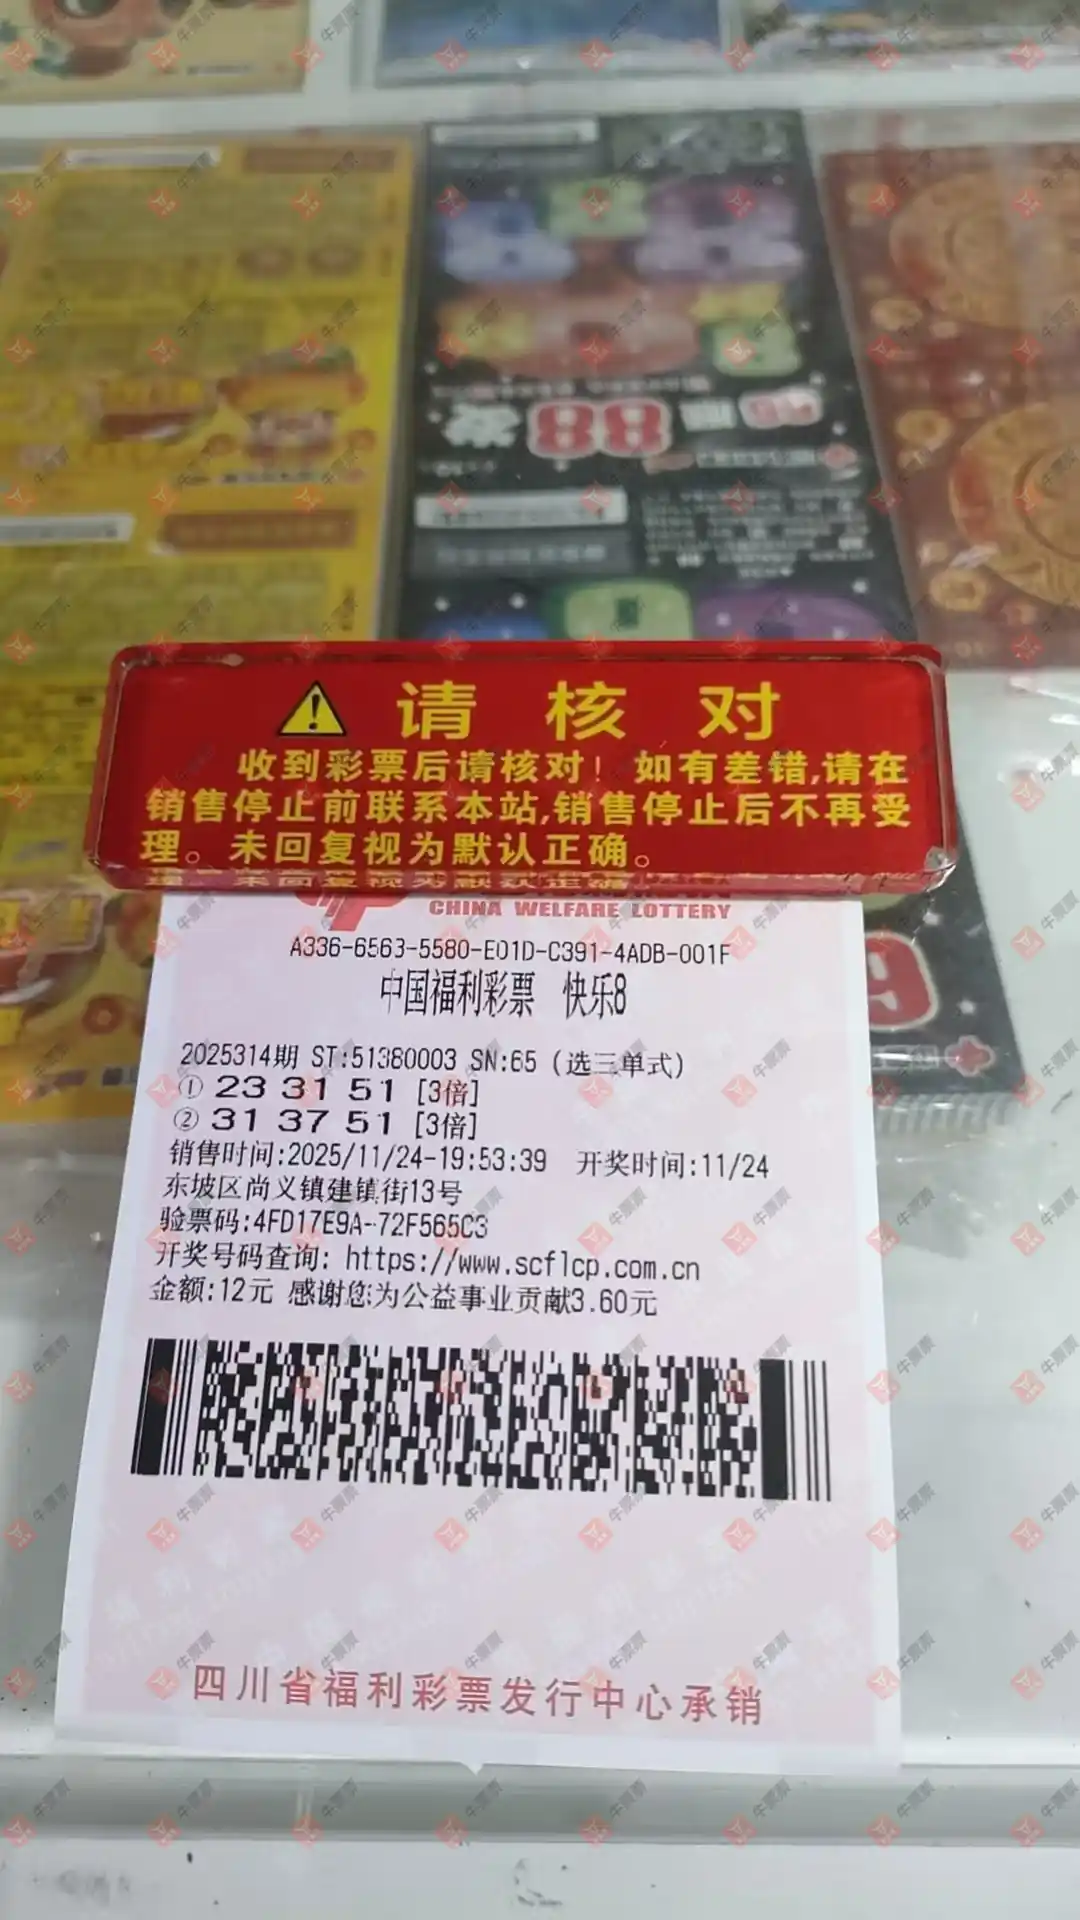 请核对
收到彩票后请核对！如有差错,请在
销售停止前联系本站,销售停止后不再受
理。未回复视为默认正确。
CHINA WELFARE LOTTERY
A336-6563-5580-E01D-C391-4ADB-001F
中国福利彩票 快乐8
2025314期 ST:51380003 SN:65 (选三单式)
① 23 31 51 [3倍]
② 31 37 51 [3倍]
销售时间:2025/11/24-19:53:39 开奖时间:11/24
东坡区尚义镇建镇街13号
验票码:4FD17E9A-72F565C3
开奖号码查询: https://www.scflcp.com.cn
金额:12元 感谢您为公益事业贡献3.60元
四川省福利彩票发行中心承销
88
牛票票